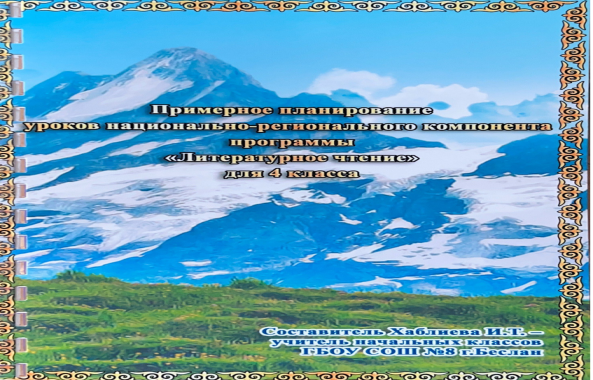 Примерное планирование
уроков национально-регионального компонента
программы
«Литературное чтение»
для 4 класса
Составитель Хаблиева И.Т. –
учитель начальных классов
ГБОУ СОШ №8 г.Беслан